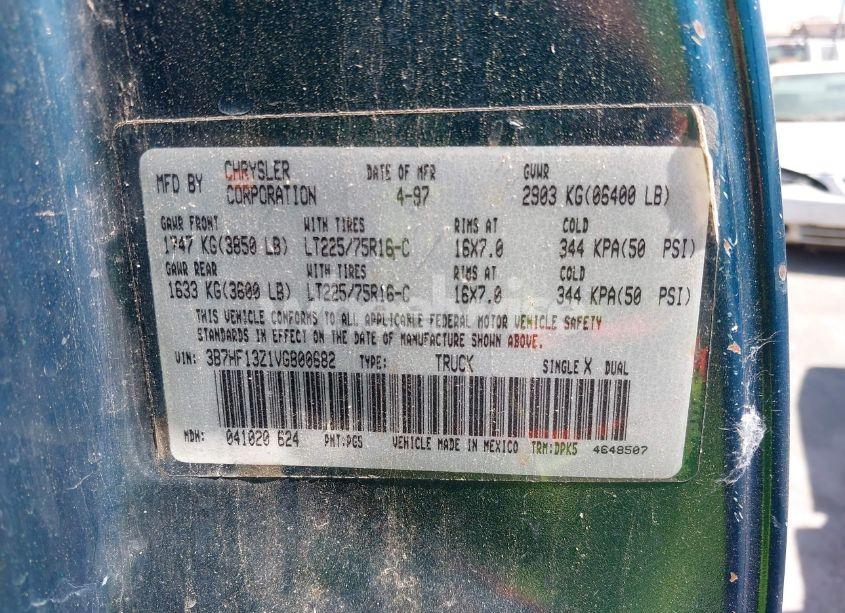 MFD BY CHRYSLER CORPORATION DATE OF MFR 4-97 GVWR 2903 KG(06400 LB)
GAWR FRONT WITH TIRES RIMS AT COLD
1747 KG(3850 LB) LT225/75R16-C 16X7.0 344 KPA(50 PSI)
GAWR REAR WITH TIRES RIMS AT COLD
1633 KG(3600 LB) LT225/75R16-C 16X7.0 344 KPA(50 PSI)
THIS VEHICLE CONFORMS TO ALL APPLICABLE FEDERAL MOTOR VEHICLE SAFETY
STANDARDS IN EFFECT ON THE DATE OF MANUFACTURE SHOWN ABOVE.
VIN: 3B7HF13Z1VG800682 TYPE: TRUCK SINGLE X DUAL
MDH: 041020 624 PNT:PGS VEHICLE MADE IN MEXICO TRM:DPK5 4648507